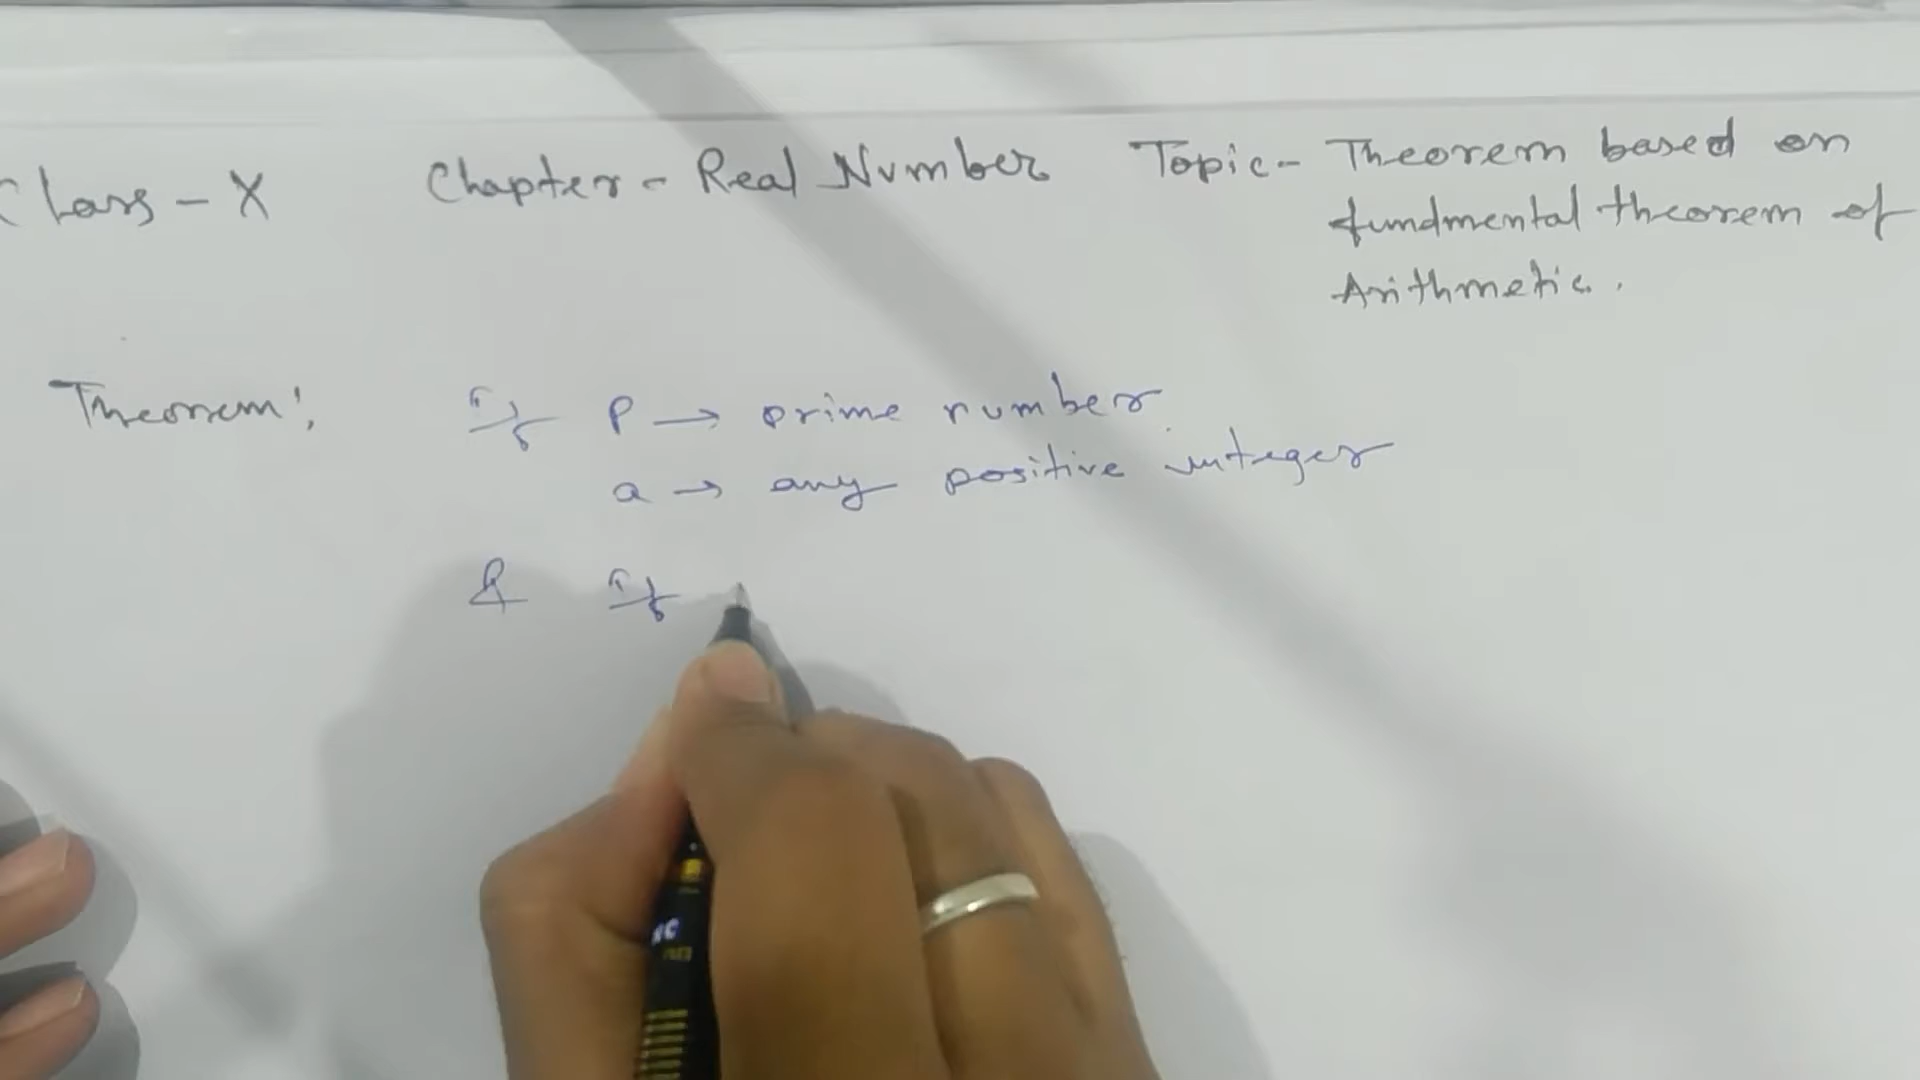 Class - X Chapter - Real Number Topic - Theorem based on
fundmental theorem of
Arithmetic.
Theorem: If P → prime number
a → any positive integer
& If